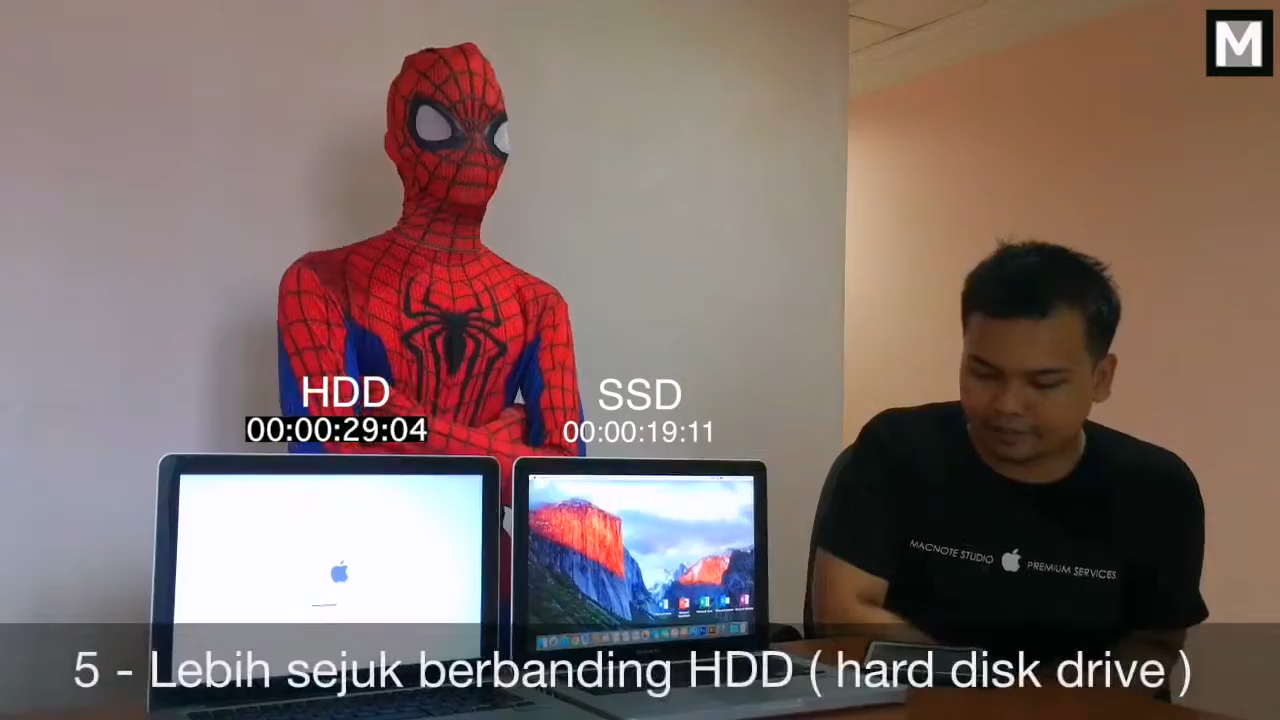 M
HDD
00:00:29:04
SSD
00:00:19:11
MACNOTE STUDIO PREMIUM SERVICES
5 - Lebih sejuk berbanding HDD ( hard disk drive )